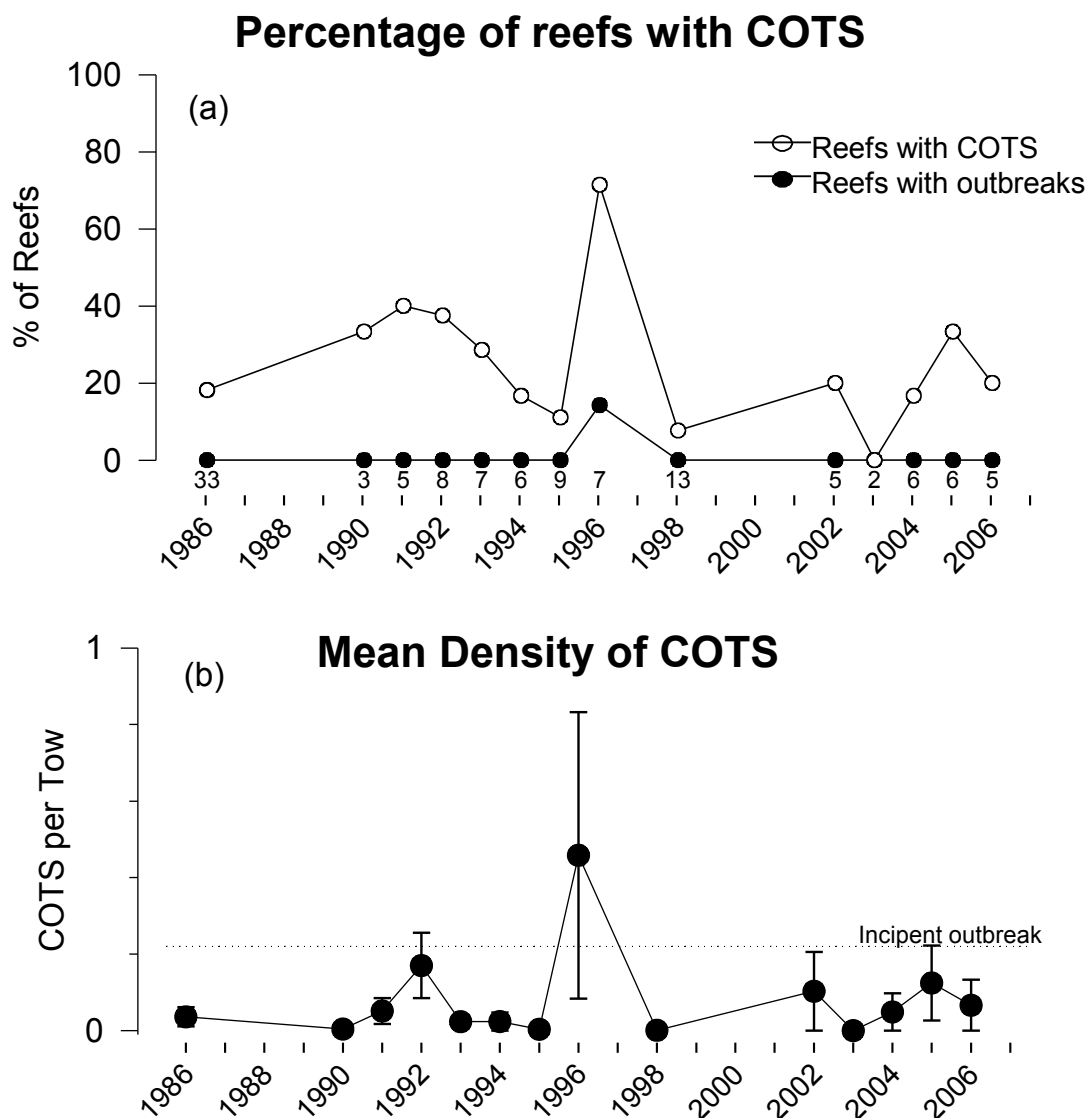 Percentage of reefs with COTS
100
(a)
80
Reefs with COTS
Reefs with outbreaks
60
% of Reefs
40
20
0
33 3 5 8 7 6 9 7 13 5 2 6 6 5
1986 1988 1990 1992 1994 1996 1998 2000 2002 2004 2006
1
Mean Density of COTS
(b)
COTS per Tow
Incipent outbreak
0
1986 1988 1990 1992 1994 1996 1998 2000 2002 2004 2006